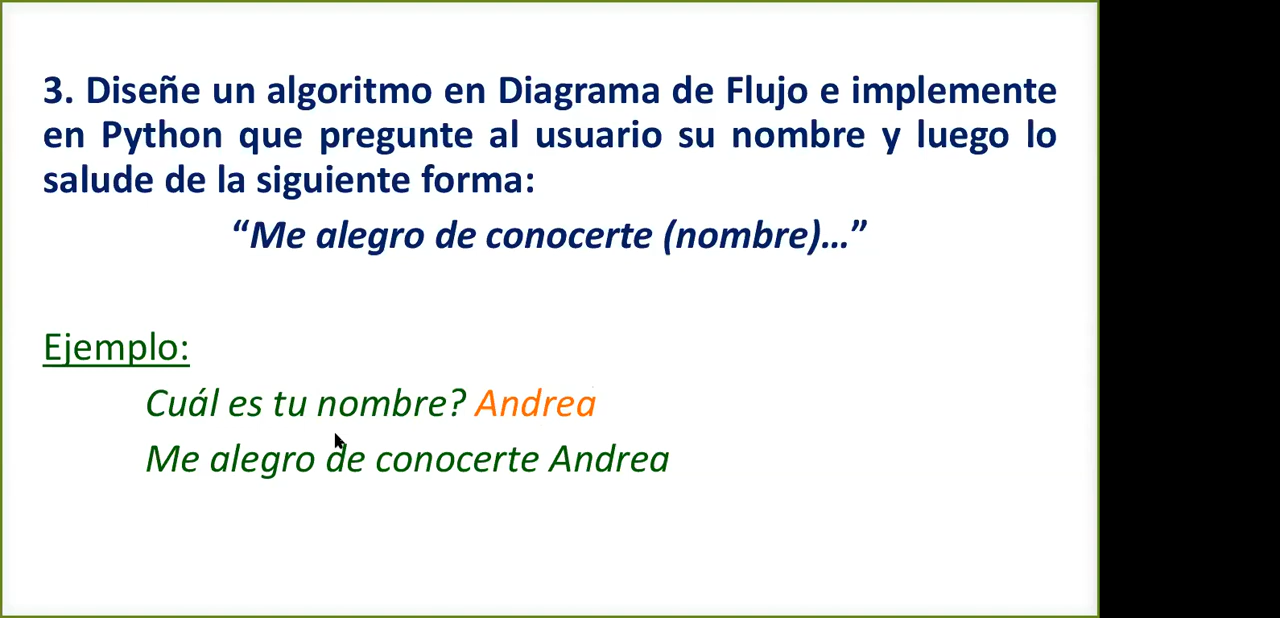 3. Diseñe un algoritmo en Diagrama de Flujo e implemente
en Python que pregunte al usuario su nombre y luego lo
salude de la siguiente forma:
“Me alegro de conocerte (nombre)…”
Ejemplo:
Cuál es tu nombre? Andrea
Me alegro de conocerte Andrea